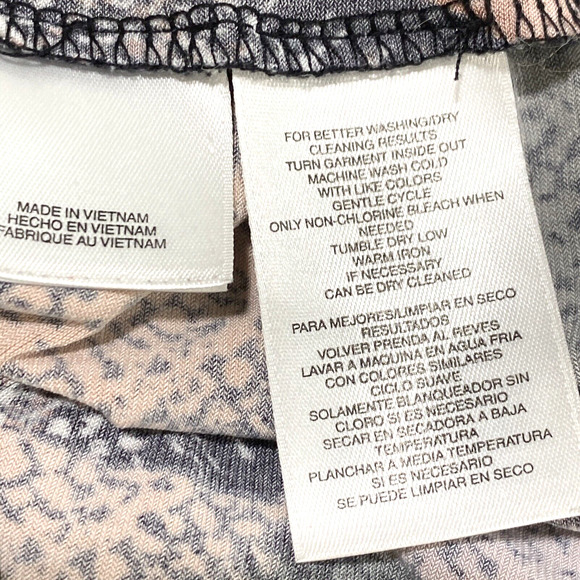 MADE IN VIETNAM
HECHO EN VIETNAM
FABRIQUE AU VIETNAM
FOR BETTER WASHING/DRY
CLEANING RESULTS
TURN GARMENT INSIDE OUT
MACHINE WASH COLD
WITH LIKE COLORS
GENTLE CYCLE
ONLY NON-CHLORINE BLEACH WHEN
NEEDED
TUMBLE DRY LOW
WARM IRON
IF NECESSARY
CAN BE DRY CLEANED
PARA MEJORES/LIMPIAR EN SECO
RESULTADOS
VOLVER PRENDA AL REVES
LAVAR A MAQUINA EN AGUA FRIA
CON COLORES SIMILARES
CICLO SUAVE
SOLAMENTE BLANQUEADOR SIN
CLORO SI ES NECESARIO
SECAR EN SECADORA A BAJA
TEMPERATURA
PLANCHAR A MEDIA TEMPERATURA
SI ES NECESARIO
SE PUEDE LIMPIAR EN SECO